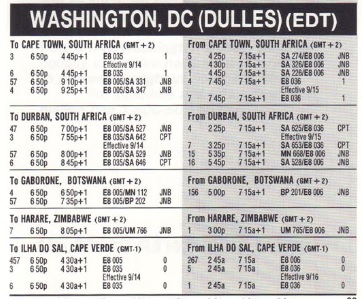 WASHINGTON, DC (DULLES) (EDT)
To CAPE TOWN, SOUTH AFRICA (GMT + 2)
3 6 50p 4 45p+1 E8 035 1
Effective 9/14
6 6 50p 4 45p+1 E8 035 1
57 6 50p 9 10p+1 E8 005/SA 331 JNB
4 6 50p 9 25p+1 E8 005/SA 347 JNB
To DURBAN, SOUTH AFRICA (GMT + 2)
47 6 50p 7 00p+1 E8 005/SA 527 JNB
3 6 50p 7 55p+1 E8 035/SA 642 CPT
Effective 9/14
57 6 50p 8 00p+1 E8 005/SA 529 JNB
6 6 50p 8 45p+1 E8 035/SA 646 CPT
To GABORONE, BOTSWANA (GMT + 2)
4 6 50p 6 50p+1 E8 005/MN 112 JNB
57 6 50p 7 35p+1 E8 005/BP 202 JNB
To HARARE, ZIMBABWE (GMT + 2)
7 6 50p 8 05p+1 E8 005/UM 766 JNB
To ILHA DO SAL, CAPE VERDE (GMT-1)
457 6 50p 4 30a+1 E8 005 0
3 6 50p 4 30a+1 E8 035 0
Effective 9/14
6 6 50p 4 30a+1 E8 035 0
From CAPE TOWN, SOUTH AFRICA (GMT + 2)
5 4 25p 7 15a+1 SA 274/E8 006 JNB
6 4 30p 7 15a+1 SA 326/E8 006 JNB
1 6 00p 7 15a+1 SA 326/E8 006 JNB
4 7 45p 7 15a+1 E8 036 1
Effective 9/15
7 7 45p 7 15a+1 E8 036 1
From DURBAN, SOUTH AFRICA (GMT + 2)
4 2 25p 7 15a+1 SA 625/E8 036 CPT
Effective 9/15
7 3 25p 7 15a+1 SA 653/E8 036 CPT
15 5 35p 7 15a+1 MN 668/E8 006 JNB
16 5 45p 7 15a+1 SA 558/E8 006 JNB
From GABORONE, BOTSWANA (GMT + 2)
156 5 00p 7 15a+1 BP 201/E8 006 JNB
From HARARE, ZIMBABWE (GMT + 2)
1 3 00p 7 15a+1 UM 765/E8 006 JNB
From ILHA DO SAL, CAPE VERDE (GMT-1)
267 2 45a 7 15a E8 006 0
5 2 45a 7 15a E8 036 0
Effective 9/16
1 2 45a 7 15a E8 036 0